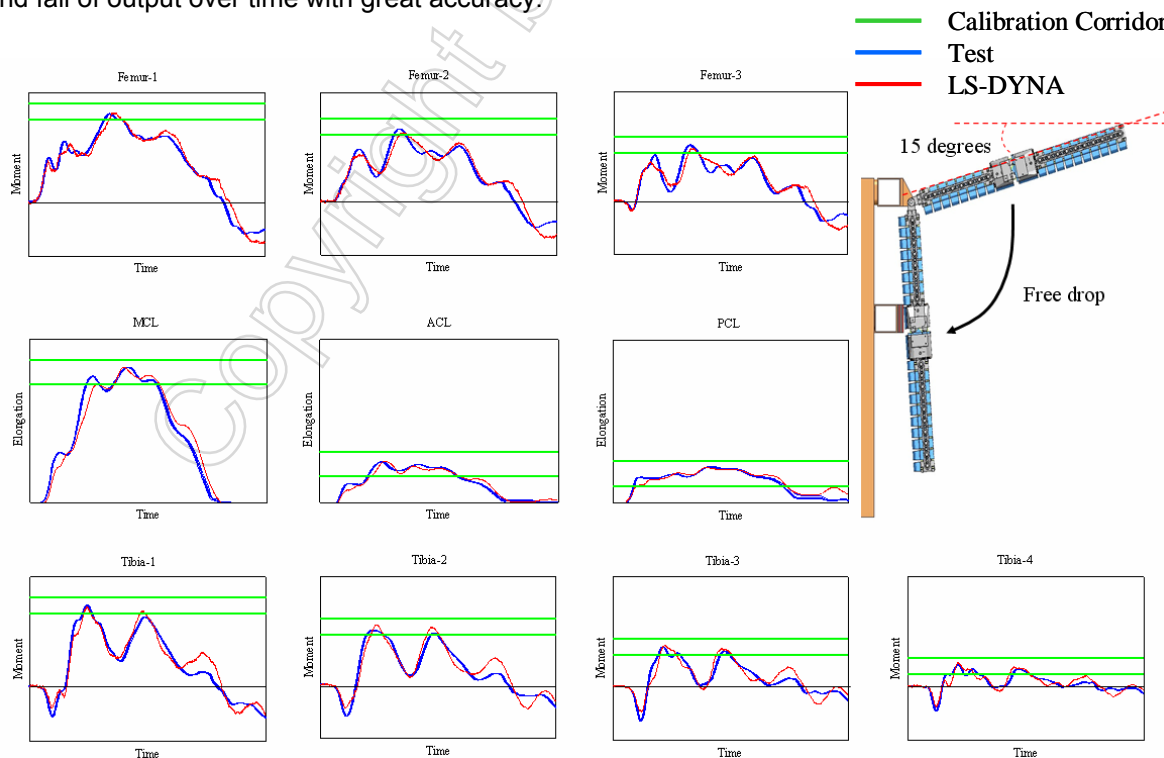 nd fall of output over time with great accuracy.
Calibration Corridor
Test
LS-DYNA
Femur-1
Femur-2
Femur-3
Moment
Moment
Moment
Time
Time
Time
15 degrees
Free drop
MCL
ACL
PCL
Elongation
Elongation
Elongation
Time
Time
Time
Tibia-1
Tibia-2
Tibia-3
Tibia-4
Moment
Moment
Moment
Moment
Time
Time
Time
Time
Copyright